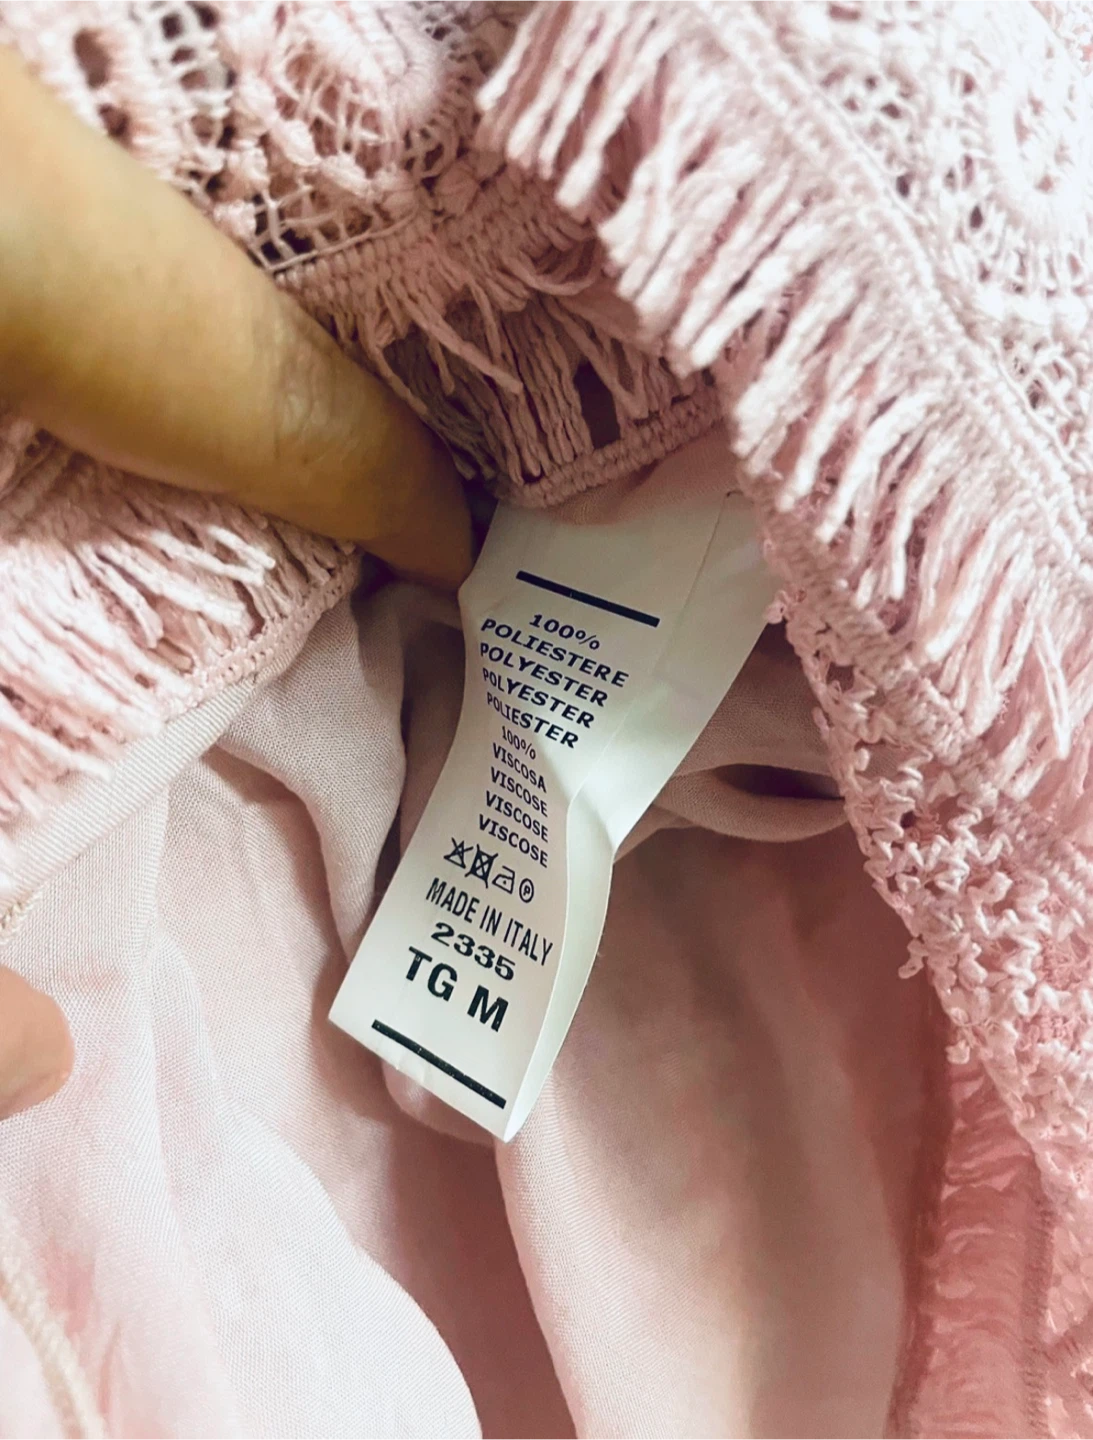 100%
POLIESTERE
POLYESTER
POLYESTER
POLIESTER
100%
VISCOSA
VISCOSE
VISCOSE
VISCOSE
P
MADE IN ITALY
2335
TG M